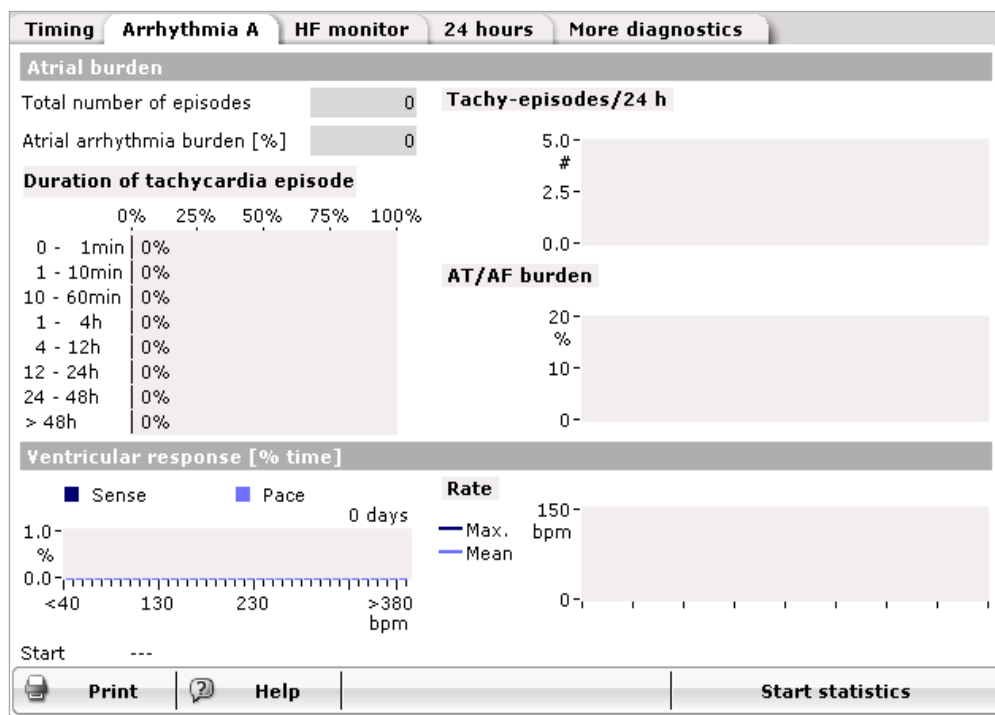 Timing Arrhythmia A HF monitor 24 hours More diagnostics
Atrial burden
Total number of episodes 0
Atrial arrhythmia burden [%] 0
Duration of tachycardia episode
0% 25% 50% 75% 100%
0 - 1min 0%
1 - 10min 0%
10 - 60min 0%
1 - 4h 0%
4 - 12h 0%
12 - 24h 0%
24 - 48h 0%
> 48h 0%
Tachy-episodes/24 h
5.0
#
2.5
0.0
AT/AF burden
20
%
10
0
Ventricular response [% time]
Sense Pace
0 days
1.0
%
0.0
<40 130 230 >380
bpm
Rate
Max.
Mean
150
bpm
0
Start ---
Print Help Start statistics